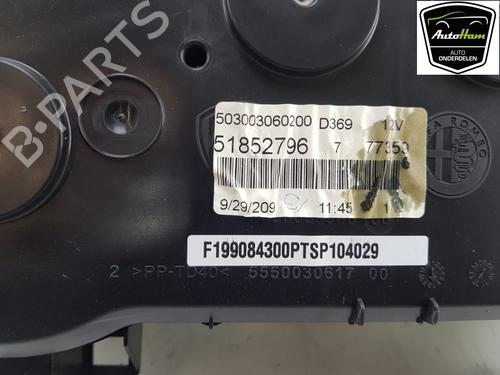 AutoHam
AUTO
ONDERDELEN
B-PARTS
503003060200 D369 12V
51852796 7 77350
9/29/209 11:45
F199084300PTSP104029
2 >PP-TD40< 5550030617 00
ROMEO